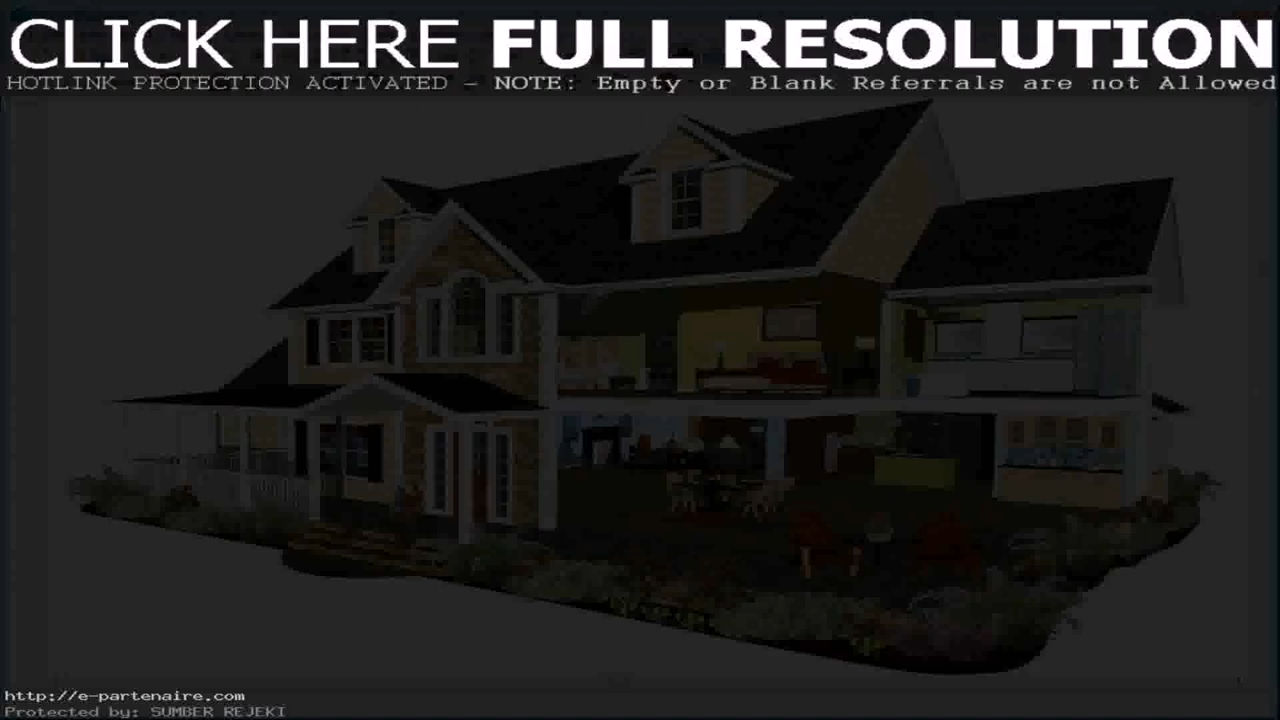 CLICK HERE FULL RESOLUTION
HOTLINK PROTECTION ACTIVATED - NOTE: Empty or Blank Referrals are not Allowed
http://e-partenaire.com
Protected by: SUMBER REJEKI